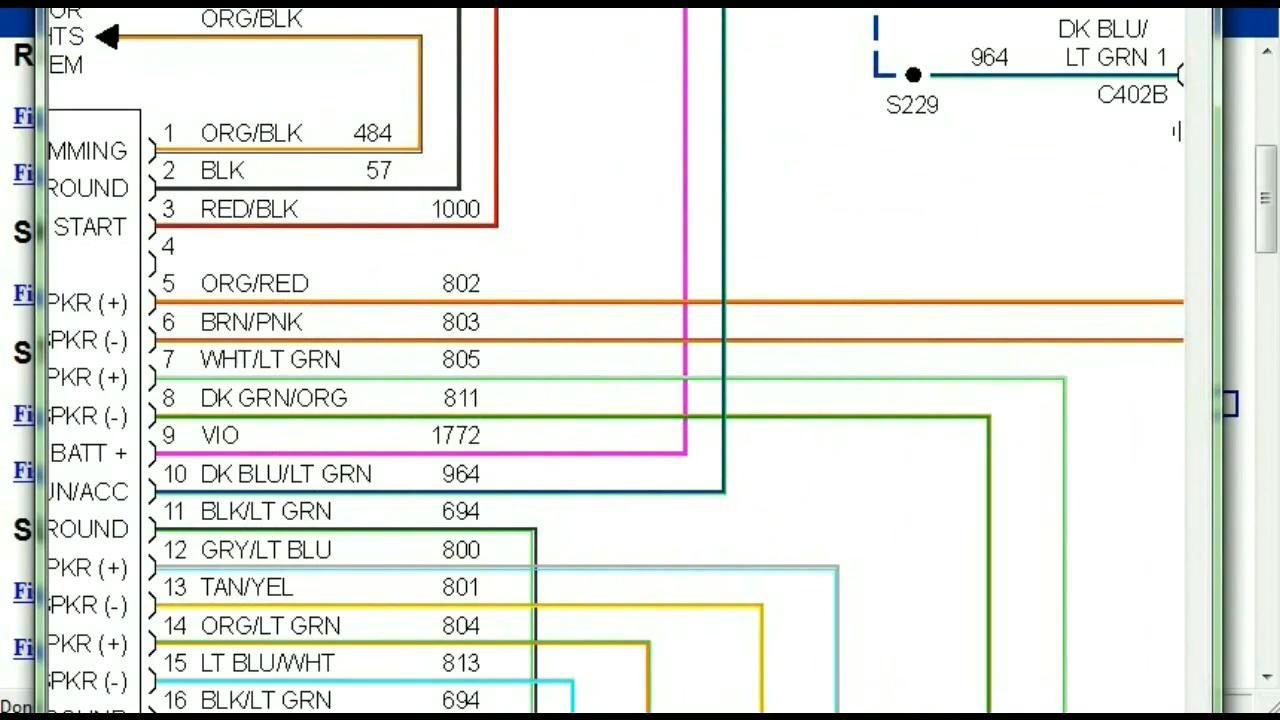 ORG/BLK
DK BLU/
964 LT GRN 1
S229 C402B
1 ORG/BLK 484
2 BLK 57
START 3 RED/BLK 1000
4
5 ORG/RED 802
PKR (+)
6 BRN/PNK 803
PKR (-)
7 WHT/LT GRN 805
PKR (+)
8 DK GRN/ORG 811
PKR (-)
9 VIO 1772
BATT +
10 DK BLU/LT GRN 964
N/ACC
11 BLK/LT GRN 694
ROUND
12 GRY/LT BLU 800
PKR (+)
13 TAN/YEL 801
PKR (-)
14 ORG/LT GRN 804
PKR (+)
15 LT BLU/WHT 813
PKR (-)
16 BLK/LT GRN 694